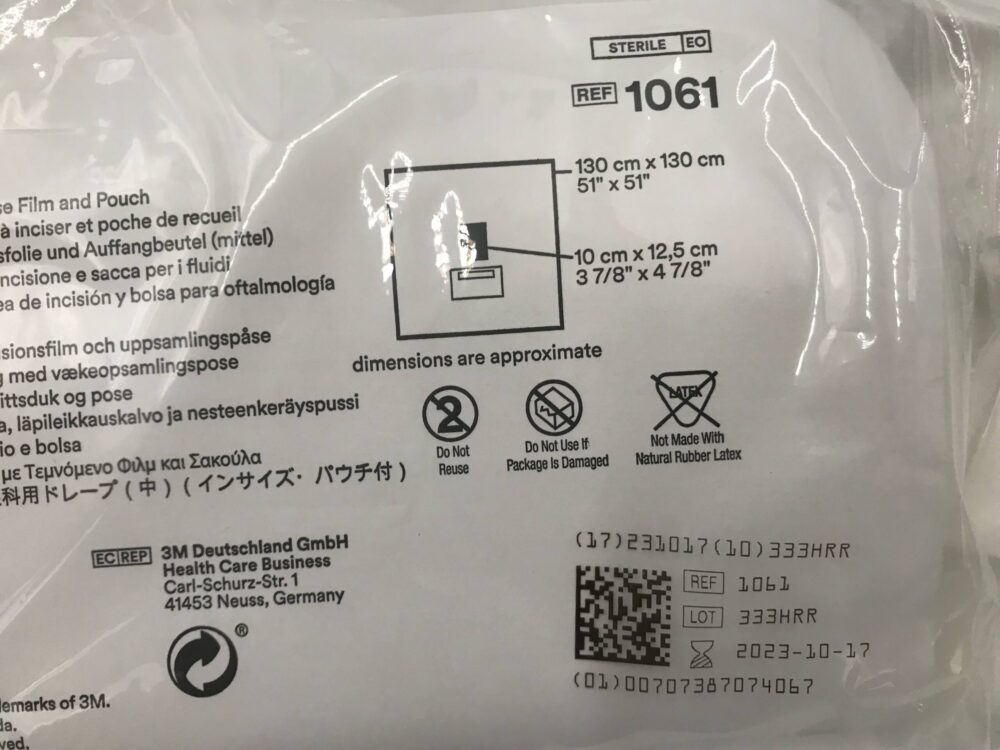 STERILE EO
REF 1061
130 cm x 130 cm
51" x 51"
10 cm x 12,5 cm
3 7/8" x 4 7/8"
dimensions are approximate
Film and Pouch
à inciser et poche de recueil
sfolie und Auffangbeutel (mittel)
ncisione e sacca per i fluidi
ea de incisión y bolsa para oftalmología
sionsfilm och uppsamlingspåse
g med vækeopsamlingspose
ittsduk og pose
a, läpileikkauskalvo ja nesteenkeräyspussi
io e bolsa
με Τεμνόμενο Φιλμ και Σακούλα
科用ドレープ ( 中 ) ( インサイズ・ パウチ付 )
2
Do Not
Reuse
Do Not Use If
Package Is Damaged
LATEX
Not Made With
Natural Rubber Latex
EC REP 3M Deutschland GmbH
Health Care Business
Carl-Schurz-Str. 1
41453 Neuss, Germany
®
(17)231017(10)333HRR
REF 1061
LOT 333HRR
2023-10-17
(01)00707387074067
emarks of 3M.
da.
ved.